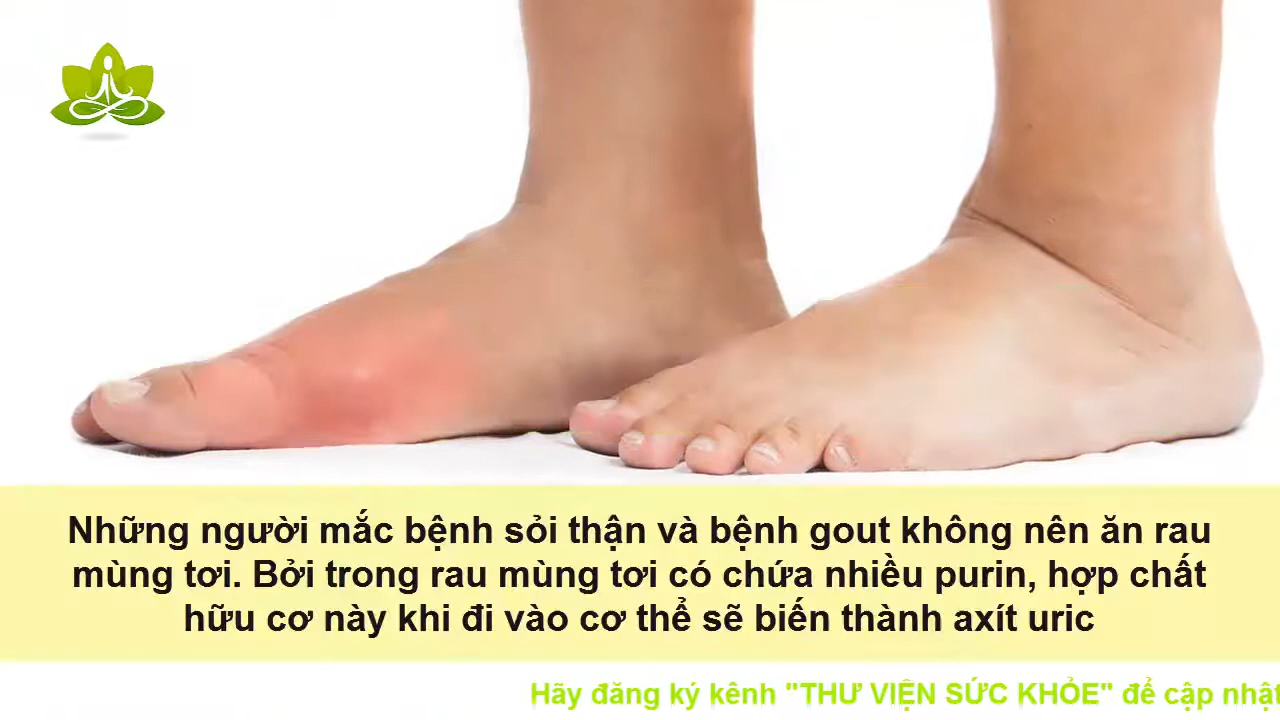 Những người mắc bệnh sỏi thận và bệnh gout không nên ăn rau
mùng tơi. Bởi trong rau mùng tơi có chứa nhiều purin, hợp chất
hữu cơ này khi đi vào cơ thể sẽ biến thành axít uric
Hãy đăng ký kênh "THƯ VIỆN SỨC KHỎE" để cập nhật